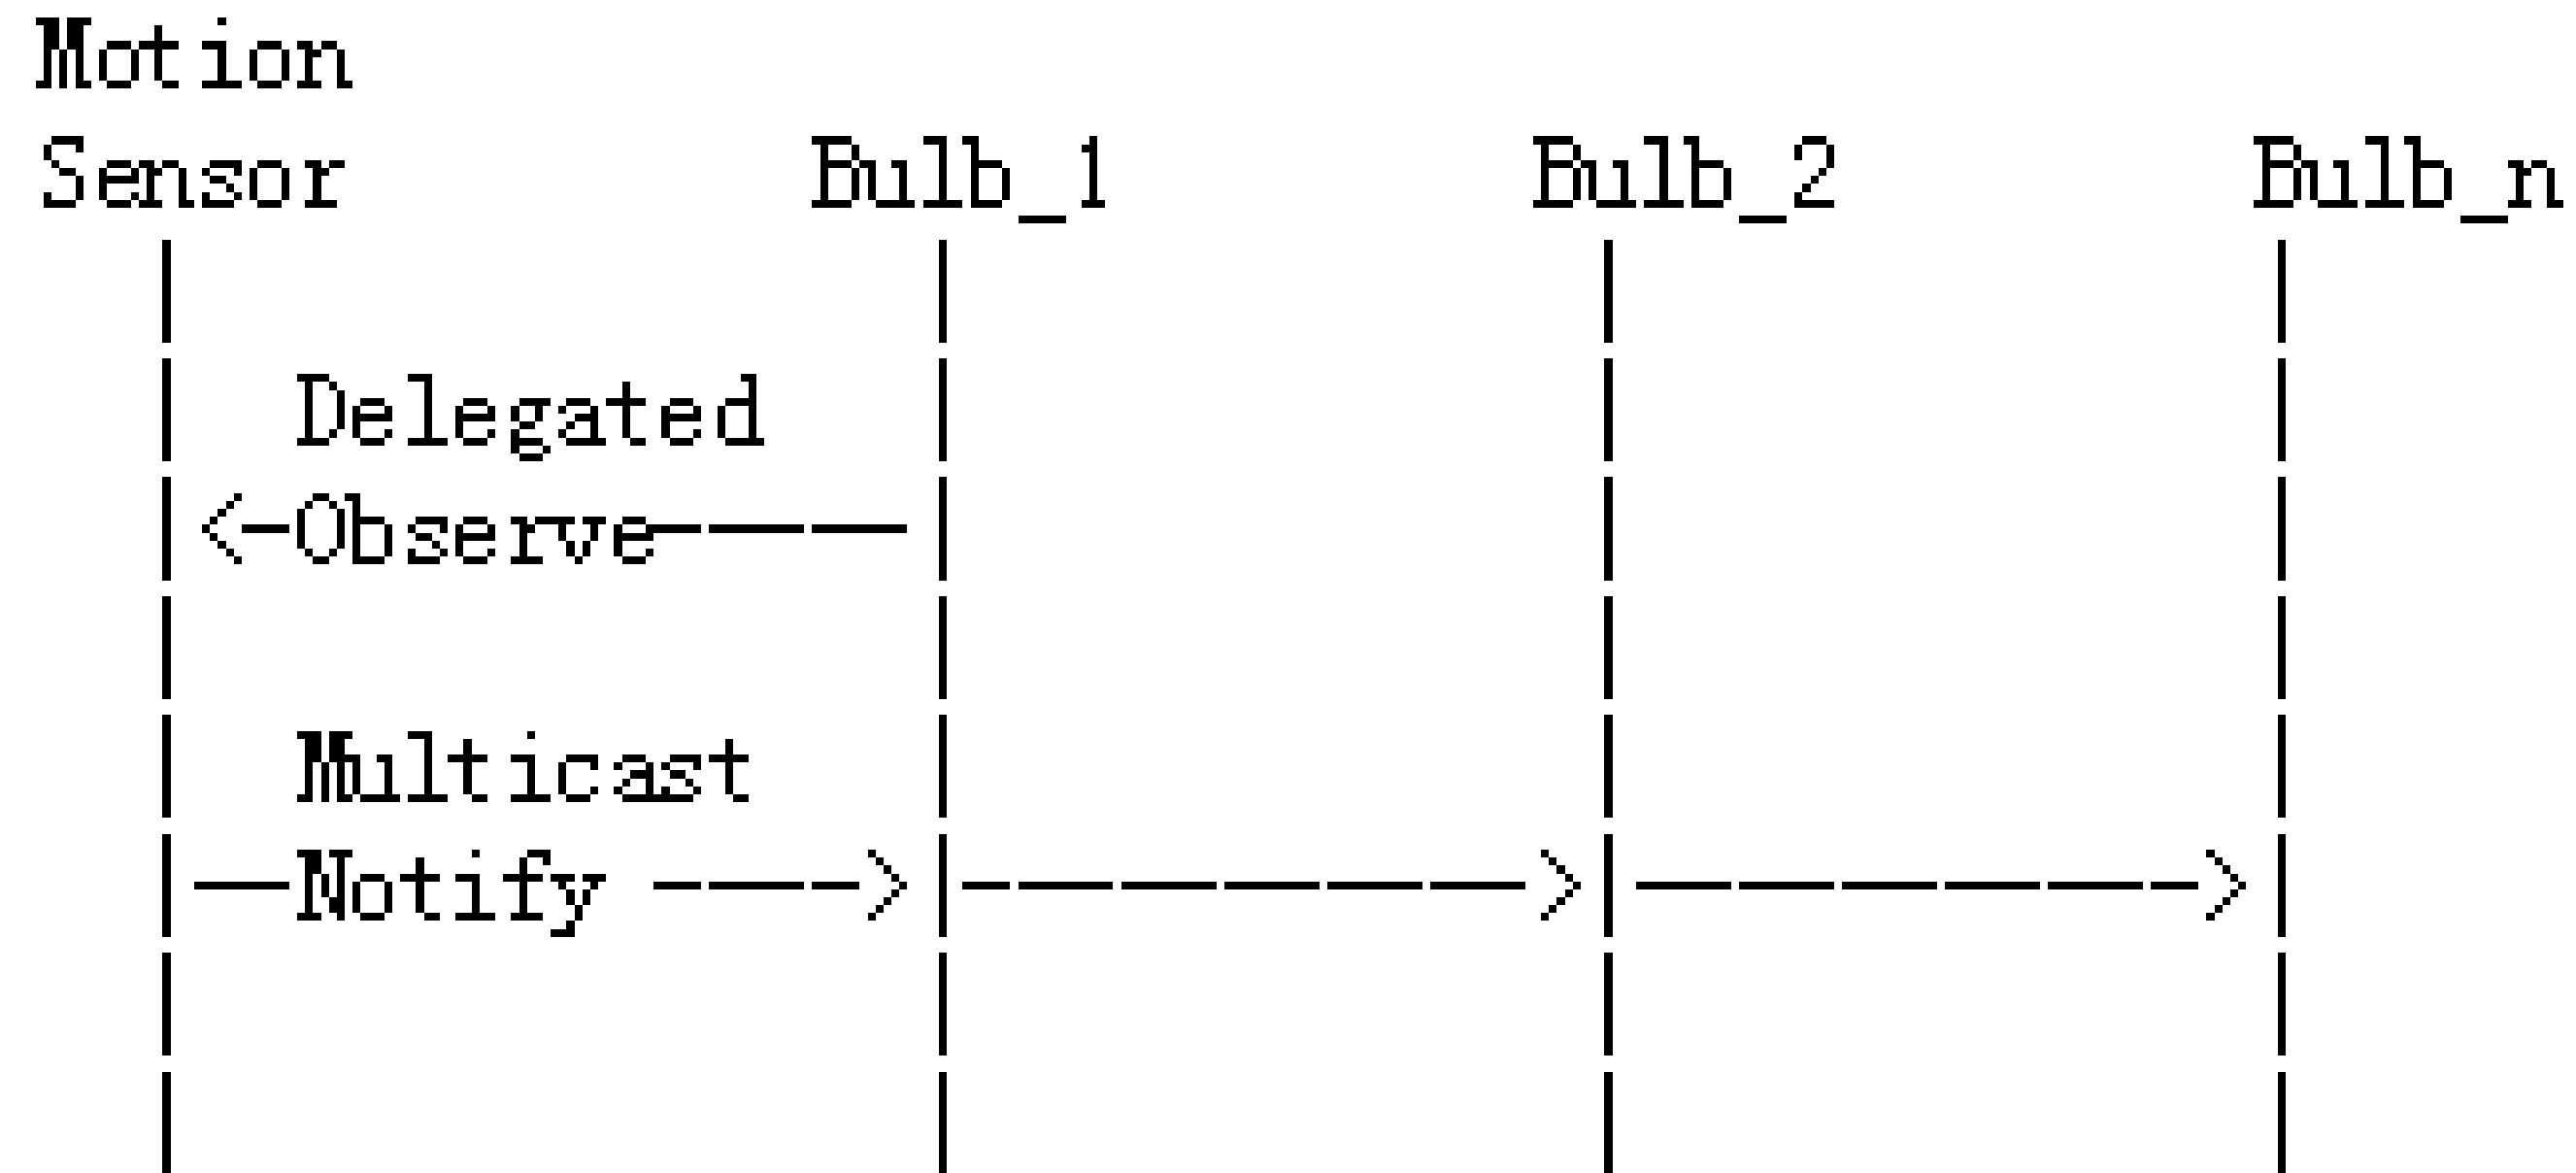 Motion
Sensor Bulb_1 Bulb_2 Bulb_n
Delegated
Observe
Multicast
Notify